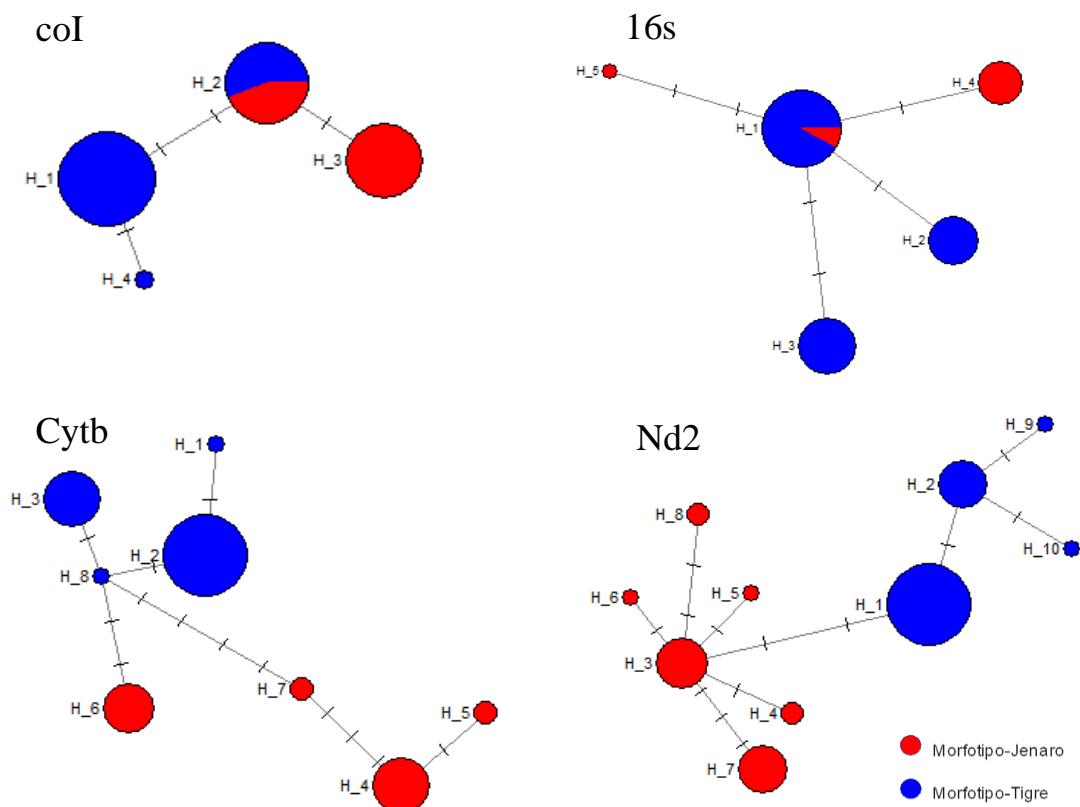 coI
H_2
H_1
H_3
H_4
16s
H_5
H_4
H_1
H_2
H_3
Cytb
H_1
H_3
H_2
H_8
H_7
H_6
H_5
H_4
Nd2
H_9
H_2
H_8
H_10
H_6
H_5
H_1
H_3
H_4
H_7
Morfotipo-Jenaro
Morfotipo-Tigre